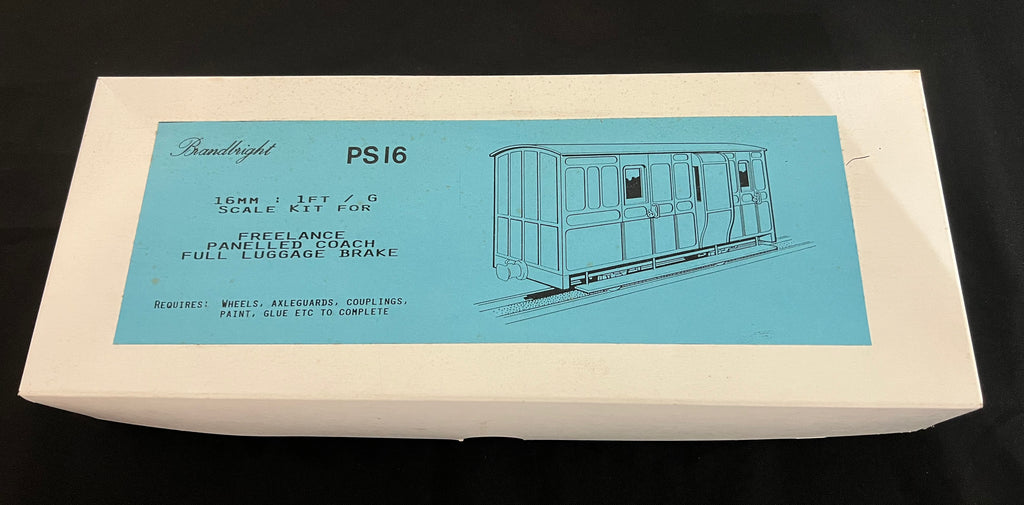 Brandbright
PS16
16MM : 1FT / G
SCALE KIT FOR
FREELANCE
PANELLED COACH
FULL LUGGAGE BRAKE
REQUIRES: WHEELS, AXLEGUARDS, COUPLINGS,
PAINT, GLUE ETC TO COMPLETE